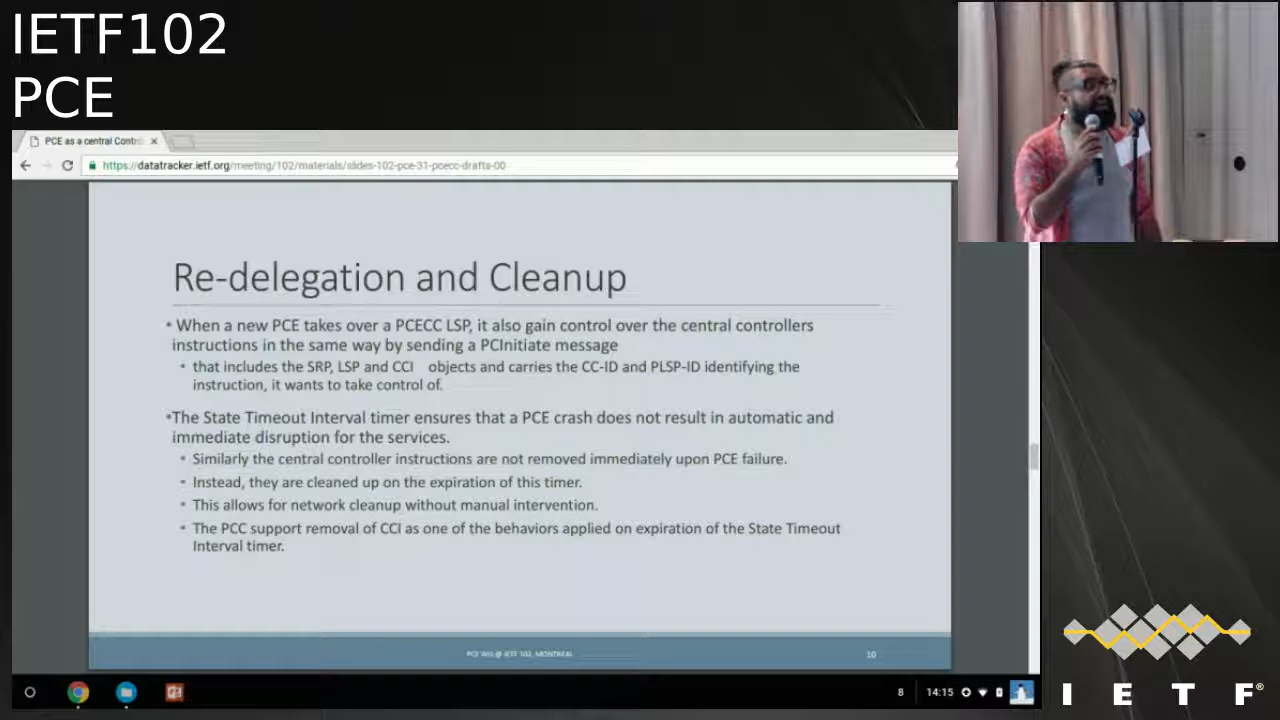 IETF102
PCE
PCE as a central Contro
https://datatracker.ietf.org/meeting/102/materials/slides-102-pce-31-pcecc-drafts-00
Re-delegation and Cleanup
• When a new PCE takes over a PCECC LSP, it also gain control over the central controllers
instructions in the same way by sending a PCInitiate message
• that includes the SRP, LSP and CCI objects and carries the CC-ID and PLSP-ID identifying the
instruction, it wants to take control of.
•The State Timeout Interval timer ensures that a PCE crash does not result in automatic and
immediate disruption for the services.
• Similarly the central controller instructions are not removed immediately upon PCE failure.
• Instead, they are cleaned up on the expiration of this timer.
• This allows for network cleanup without manual intervention.
• The PCC support removal of CCI as one of the behaviors applied on expiration of the State Timeout
Interval timer.
PCE WG @ IETF 102, MONTREAL
10
8 14:15
I E T F®